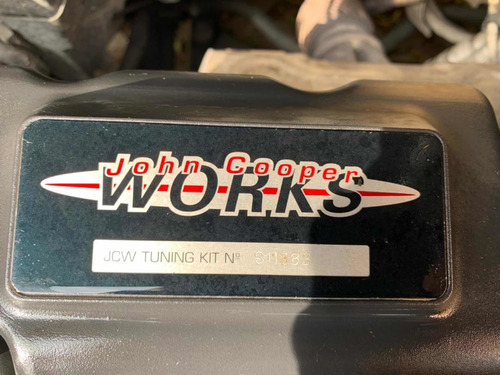 John Cooper
WORKS
JCW TUNING KIT Nº